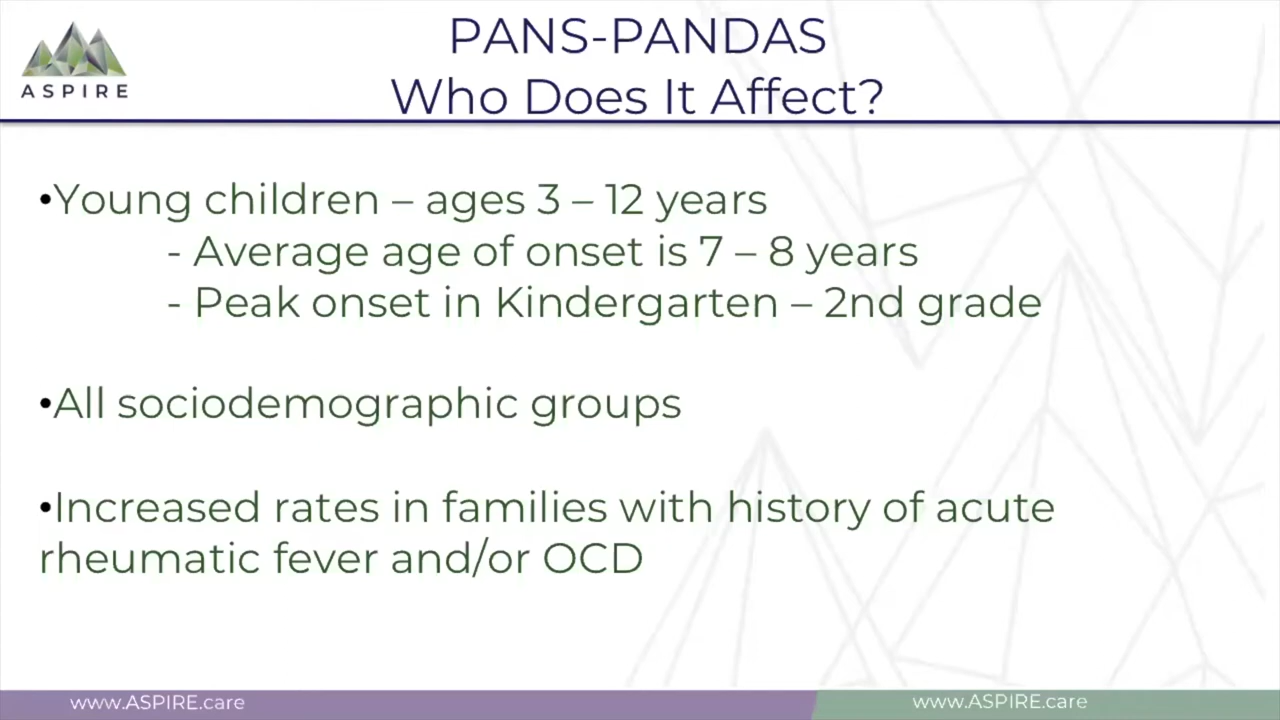 PANS-PANDAS
Who Does It Affect?
ASPIRE
•Young children – ages 3 – 12 years
- Average age of onset is 7 – 8 years
- Peak onset in Kindergarten – 2nd grade
•All sociodemographic groups
•Increased rates in families with history of acute
rheumatic fever and/or OCD
www.ASPIRE.care
www.ASPIRE.care